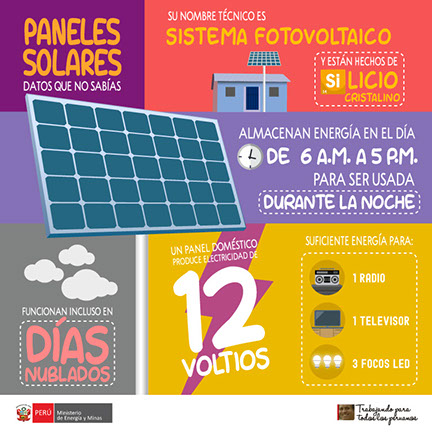 PANELES
SOLARES
DATOS QUE NO SABÍAS
SU NOMBRE TÉCNICO ES
SISTEMA FOTOVOLTAICO
Y ESTÁN HECHOS DE
Si LICIO
CRISTALINO
ALMACENAN ENERGÍA EN EL DÍA
DE 6 A.M. A 5 P.M.
PARA SER USADA
DURANTE LA NOCHE
FUNCIONAN INCLUSO EN
DÍAS
NUBLADOS
UN PANEL DOMÉSTICO
PRODUCE ELECTRICIDAD DE
12
VOLTIOS
SUFICIENTE ENERGÍA PARA:
1 RADIO
1 TELEVISOR
3 FOCOS LED
PERÚ
Ministerio
de Energía y Minas
Trabajando para
todos los peruanos